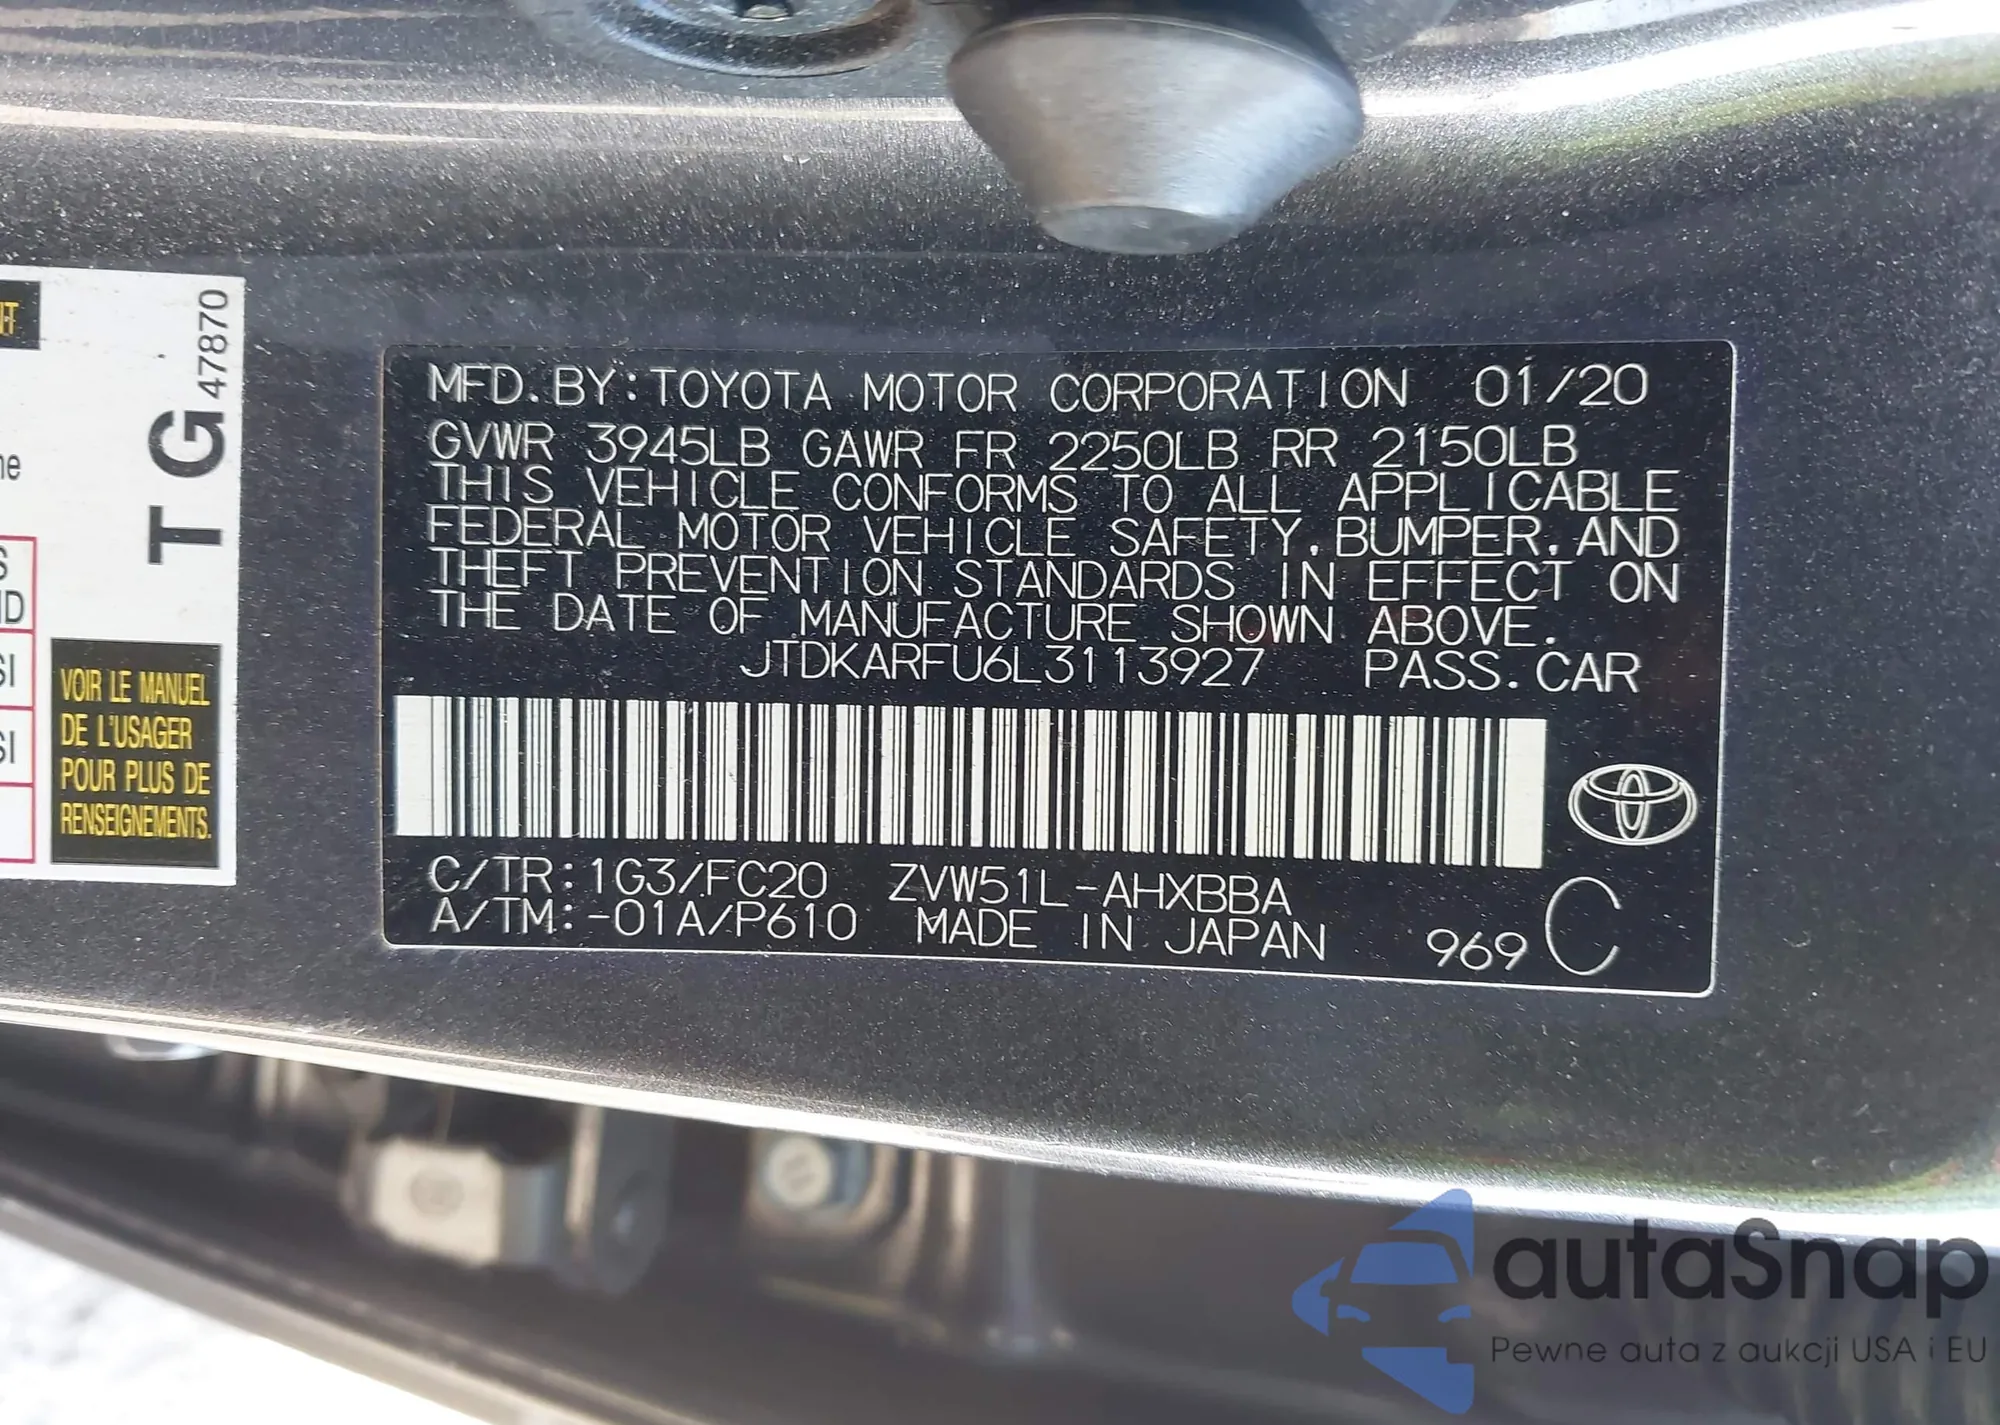 MFD.BY:TOYOTA MOTOR CORPORATION 01/20
GVWR 3945LB GAWR FR 2250LB RR 2150LB
THIS VEHICLE CONFORMS TO ALL APPLICABLE
FEDERAL MOTOR VEHICLE SAFETY,BUMPER,AND
THEFT PREVENTION STANDARDS IN EFFECT ON
THE DATE OF MANUFACTURE SHOWN ABOVE.
JTDKARFU6L3113927 PASS.CAR
C/TR:1G3/FC20 ZVW51L-AHXBBA
A/TM:-01A/P610 MADE IN JAPAN 969 C
TG 47870
VOIR LE MANUEL
DE L'USAGER
POUR PLUS DE
RENSEIGNEMENTS.
autoSnap
Pewne auta z aukcji USA i EU